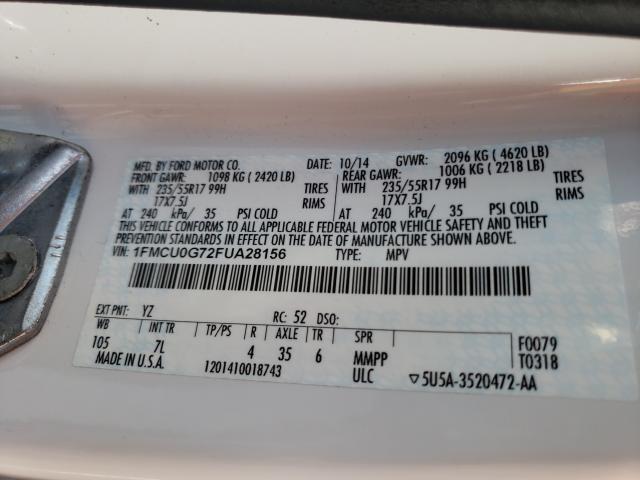 MFD. BY FORD MOTOR CO. DATE: 10/14 GVWR: 2096 KG ( 4620 LB)
FRONT GAWR: 1098 KG ( 2420 LB) REAR GAWR: 1006 KG ( 2218 LB)
WITH 235/55R17 99H TIRES WITH 235/55R17 99H TIRES
17X7.5J RIMS 17X7.5J RIMS
AT 240 kPa/ 35 PSI COLD AT 240 kPa/ 35 PSI COLD
THIS VEHICLE CONFORMS TO ALL APPLICABLE FEDERAL MOTOR VEHICLE SAFETY AND THEFT
PREVENTION STANDARDS IN EFFECT ON THE DATE OF MANUFACTURE SHOWN ABOVE.
VIN: 1FMCU0G72FUA28156 TYPE: MPV
EXT PNT: YZ RC: 52 DSO:
WB INT TR TP/PS R AXLE TR SPR F0079
105 7L 4 35 6 MMPP T0318
MADE IN U.S.A. 1201410018743 ULC ▽5U5A-3520472-AA